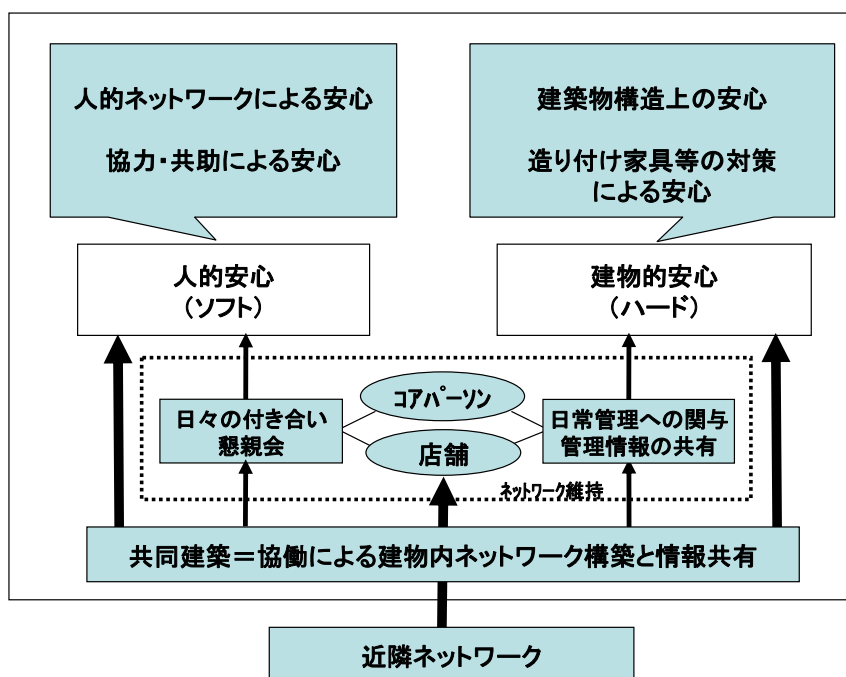 人的ネットワークによる安心
協力・共助による安心
建築物構造上の安心
造り付け家具等の対策
による安心
人的安心
（ソフト）
建物的安心
（ハード）
コアパーソン
日々の付き合い
懇親会
日常管理への関与
管理情報の共有
店舗
ネットワーク維持
共同建築＝協働による建物内ネットワーク構築と情報共有
近隣ネットワーク